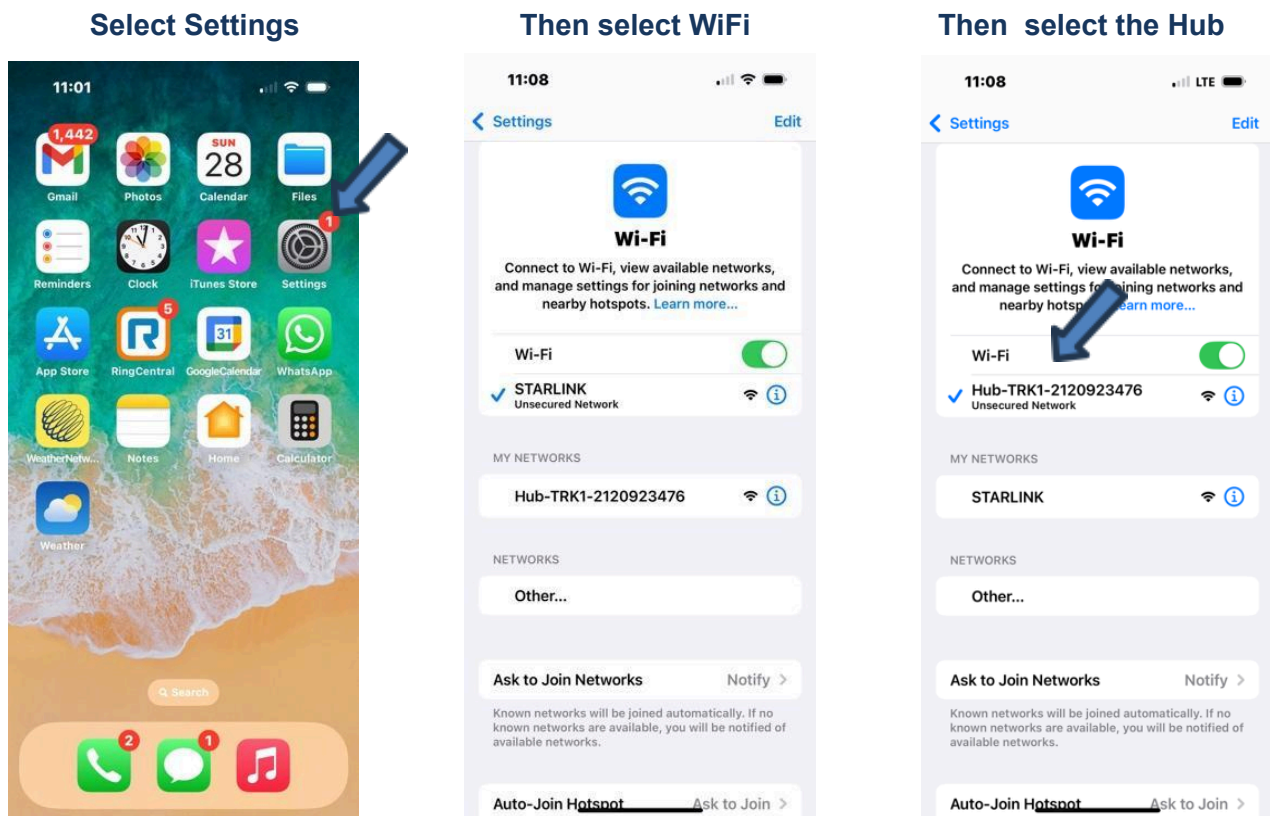 Select Settings
Then select WiFi
Then  select the Hub
11:01
1,442
SUN
28
Gmail
Photos
Calendar
Files
1
Reminders
Clock
iTunes Store
Settings
5
31
App Store
RingCentral
GoogleCalendar
WhatsApp
WeatherNetw...
Notes
Home
Calculator
Weather
Search
2
1
11:08
Settings
Edit
Wi-Fi
Connect to Wi-Fi, view available networks,
and manage settings for joining networks and
nearby hotspots. Learn more...
Wi-Fi
STARLINK
Unsecured Network
MY NETWORKS
Hub-TRK1-2120923476
NETWORKS
Other...
Ask to Join Networks
Notify
Known networks will be joined automatically. If no
known networks are available, you will be notified of
available networks.
Auto-Join Hotspot
Ask to Join
11:08
LTE
Settings
Edit
Wi-Fi
Connect to Wi-Fi, view available networks,
and manage settings joining networks and
nearby more...
Wi-Fi
Hub-TRK1-2120923476
Unsecured Network
MY NETWORKS
STARLINK
NETWORKS
Other...
Ask to Join Networks
Notify
Known networks will be joined automatically. If no
known networks are available, you will be notified of
available networks.
Auto-Join Hotspot
Ask to Join